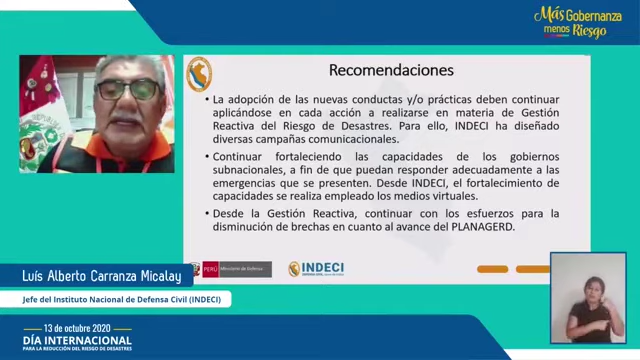 Más Gobernanza
menos Riesgo
Recomendaciones
• La adopción de las nuevas conductas y/o prácticas deben continuar
aplicándose en cada acción a realizarse en materia de Gestión
Reactiva del Riesgo de Desastres. Para ello, INDECI ha diseñado
diversas campañas comunicacionales.
• Continuar fortaleciendo las capacidades de los gobiernos
subnacionales, a fin de que puedan responder adecuadamente a las
emergencias que se presenten. Desde INDECI, el fortalecimiento de
capacidades se realiza empleado los medios virtuales.
• Desde la Gestión Reactiva, continuar con los esfuerzos para la
disminución de brechas en cuanto al avance del PLANAGERD.
PERÚ Ministerio de Defensa
INDECI
Luís Alberto Carranza Micalay
Jefe del Instituto Nacional de Defensa Civil (INDECI)
13 de octubre 2020
DÍA INTERNACIONAL
PARA LA REDUCCIÓN DEL RIESGO DE DESASTRES